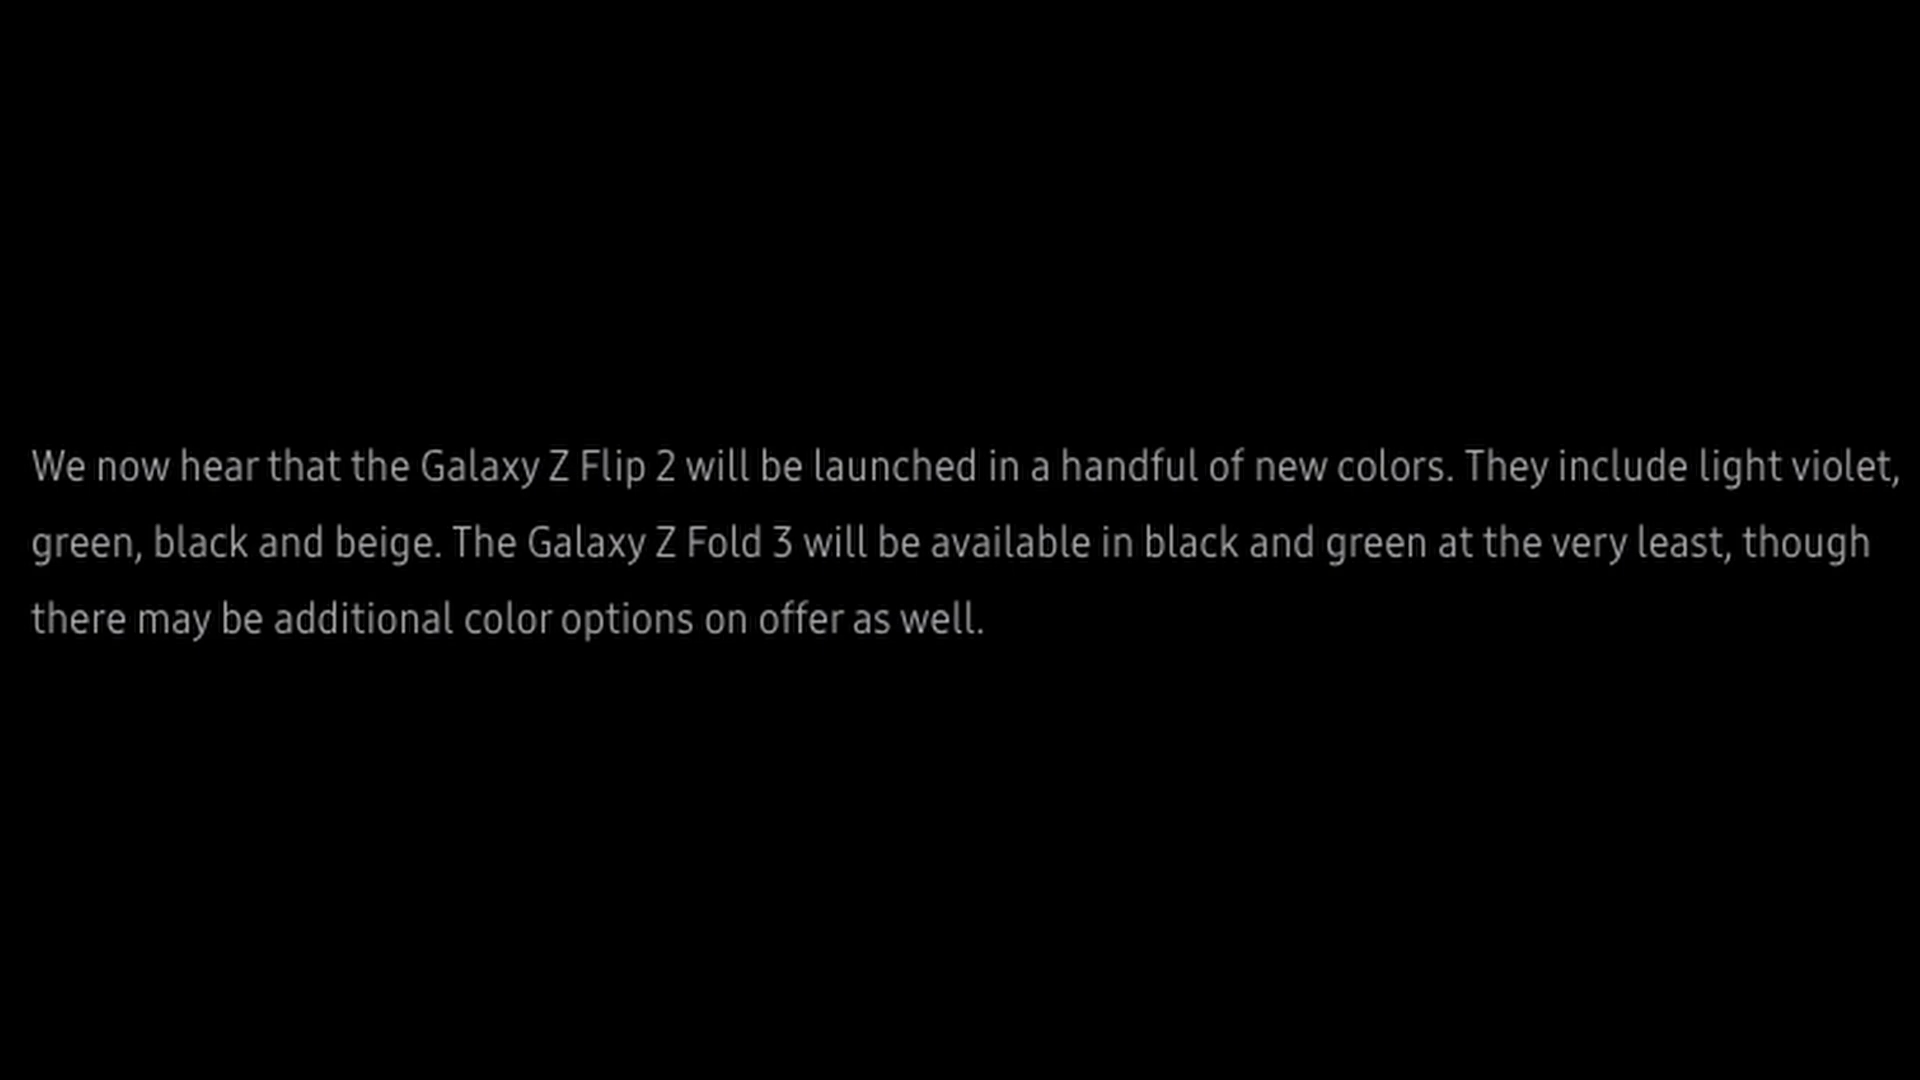 We now hear that the Galaxy Z Flip 2 will be launched in a handful of new colors. They include light violet,
green, black and beige. The Galaxy Z Fold 3 will be available in black and green at the very least, though
there may be additional color options on offer as well.